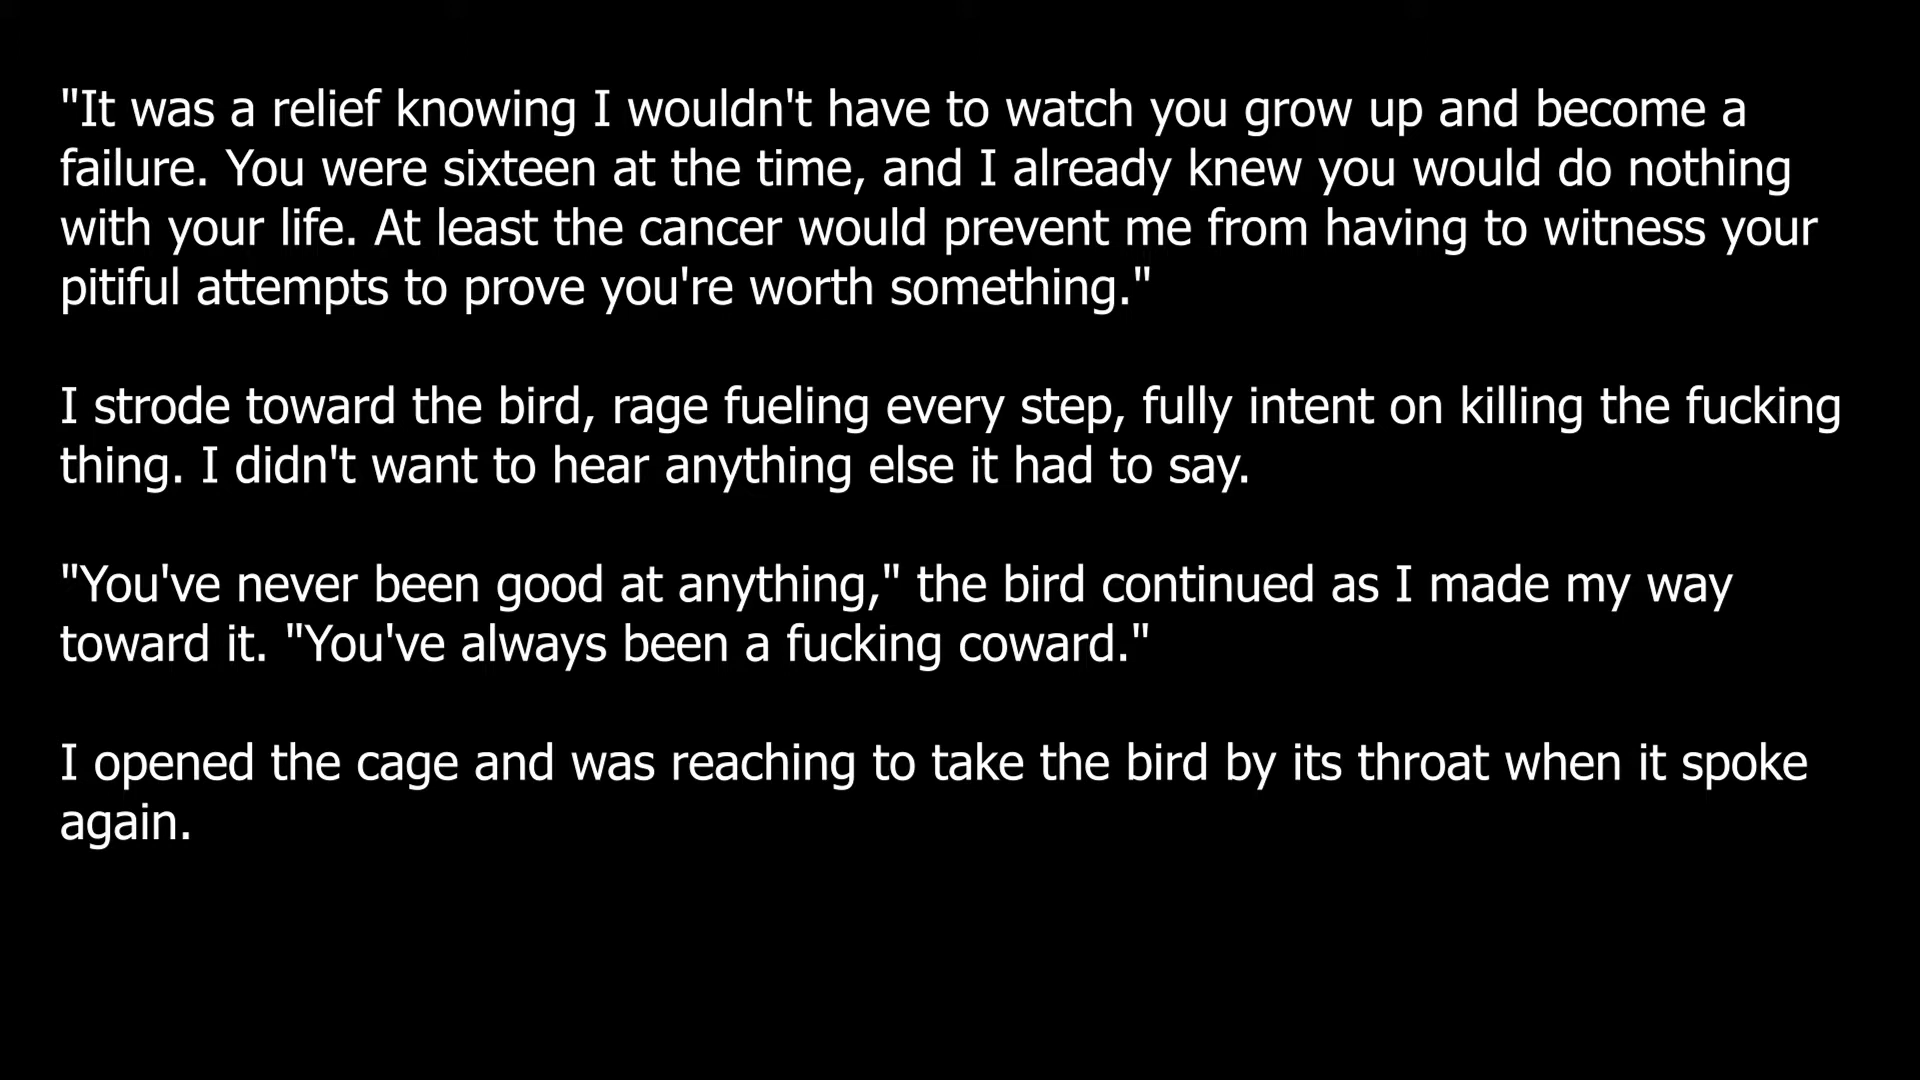 "It was a relief knowing I wouldn't have to watch you grow up and become a
failure. You were sixteen at the time, and I already knew you would do nothing
with your life. At least the cancer would prevent me from having to witness your
pitiful attempts to prove you're worth something."
I strode toward the bird, rage fueling every step, fully intent on killing the fucking
thing. I didn't want to hear anything else it had to say.
"You've never been good at anything," the bird continued as I made my way
toward it. "You've always been a fucking coward."
I opened the cage and was reaching to take the bird by its throat when it spoke
again.